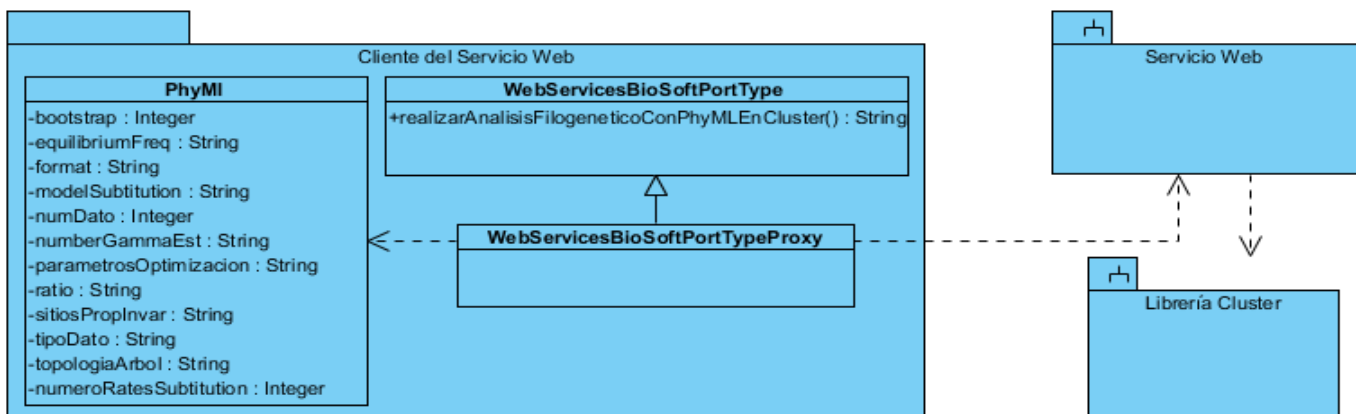 Cliente del Servicio Web
PhyMl
-bootstrap : Integer
-equilibriumFreq : String
-format : String
-modelSubtitution : String
-numDato : Integer
-numberGammaEst : String
-parametrosOptimizacion : String
-ratio : String
-sitiosPropInvar : String
-tipoDato : String
-topologiaArbol : String
-numeroRatesSubtitution : Integer
WebServicesBioSoftPortType
+realizarAnalisisFilogeneticoConPhyMLEnCluster() : String
WebServicesBioSoftPortTypeProxy
Servicio Web
Librería Cluster